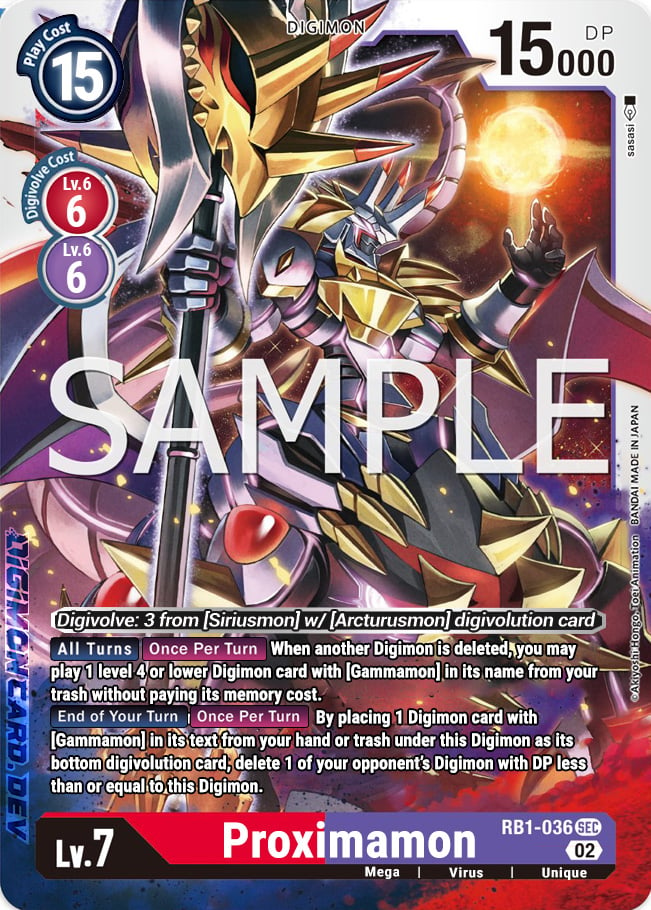 DIGIMON
Play Cost
15
DP
15000
sasasi
Digivolve Cost
Lv.6
6
Lv.6
6
SAMPLE
©Akiyoshi Hongo, Toei Animation BANDAI MADE IN JAPAN
DIGIMONCARD.DEV
Digivolve: 3 from [Siriusmon] w/ [Arcturusmon] digivolution card
All Turns Once Per Turn When another Digimon is deleted, you may
play 1 level 4 or lower Digimon card with [Gammamon] in its name from your
trash without paying its memory cost.
End of Your Turn Once Per Turn By placing 1 Digimon card with
[Gammamon] in its text from your hand or trash under this Digimon as its
bottom digivolution card, delete 1 of your opponent's Digimon with DP less
than or equal to this Digimon.
Lv.7
Proximamon
RB1-036 SEC
02
Mega | Virus | Unique